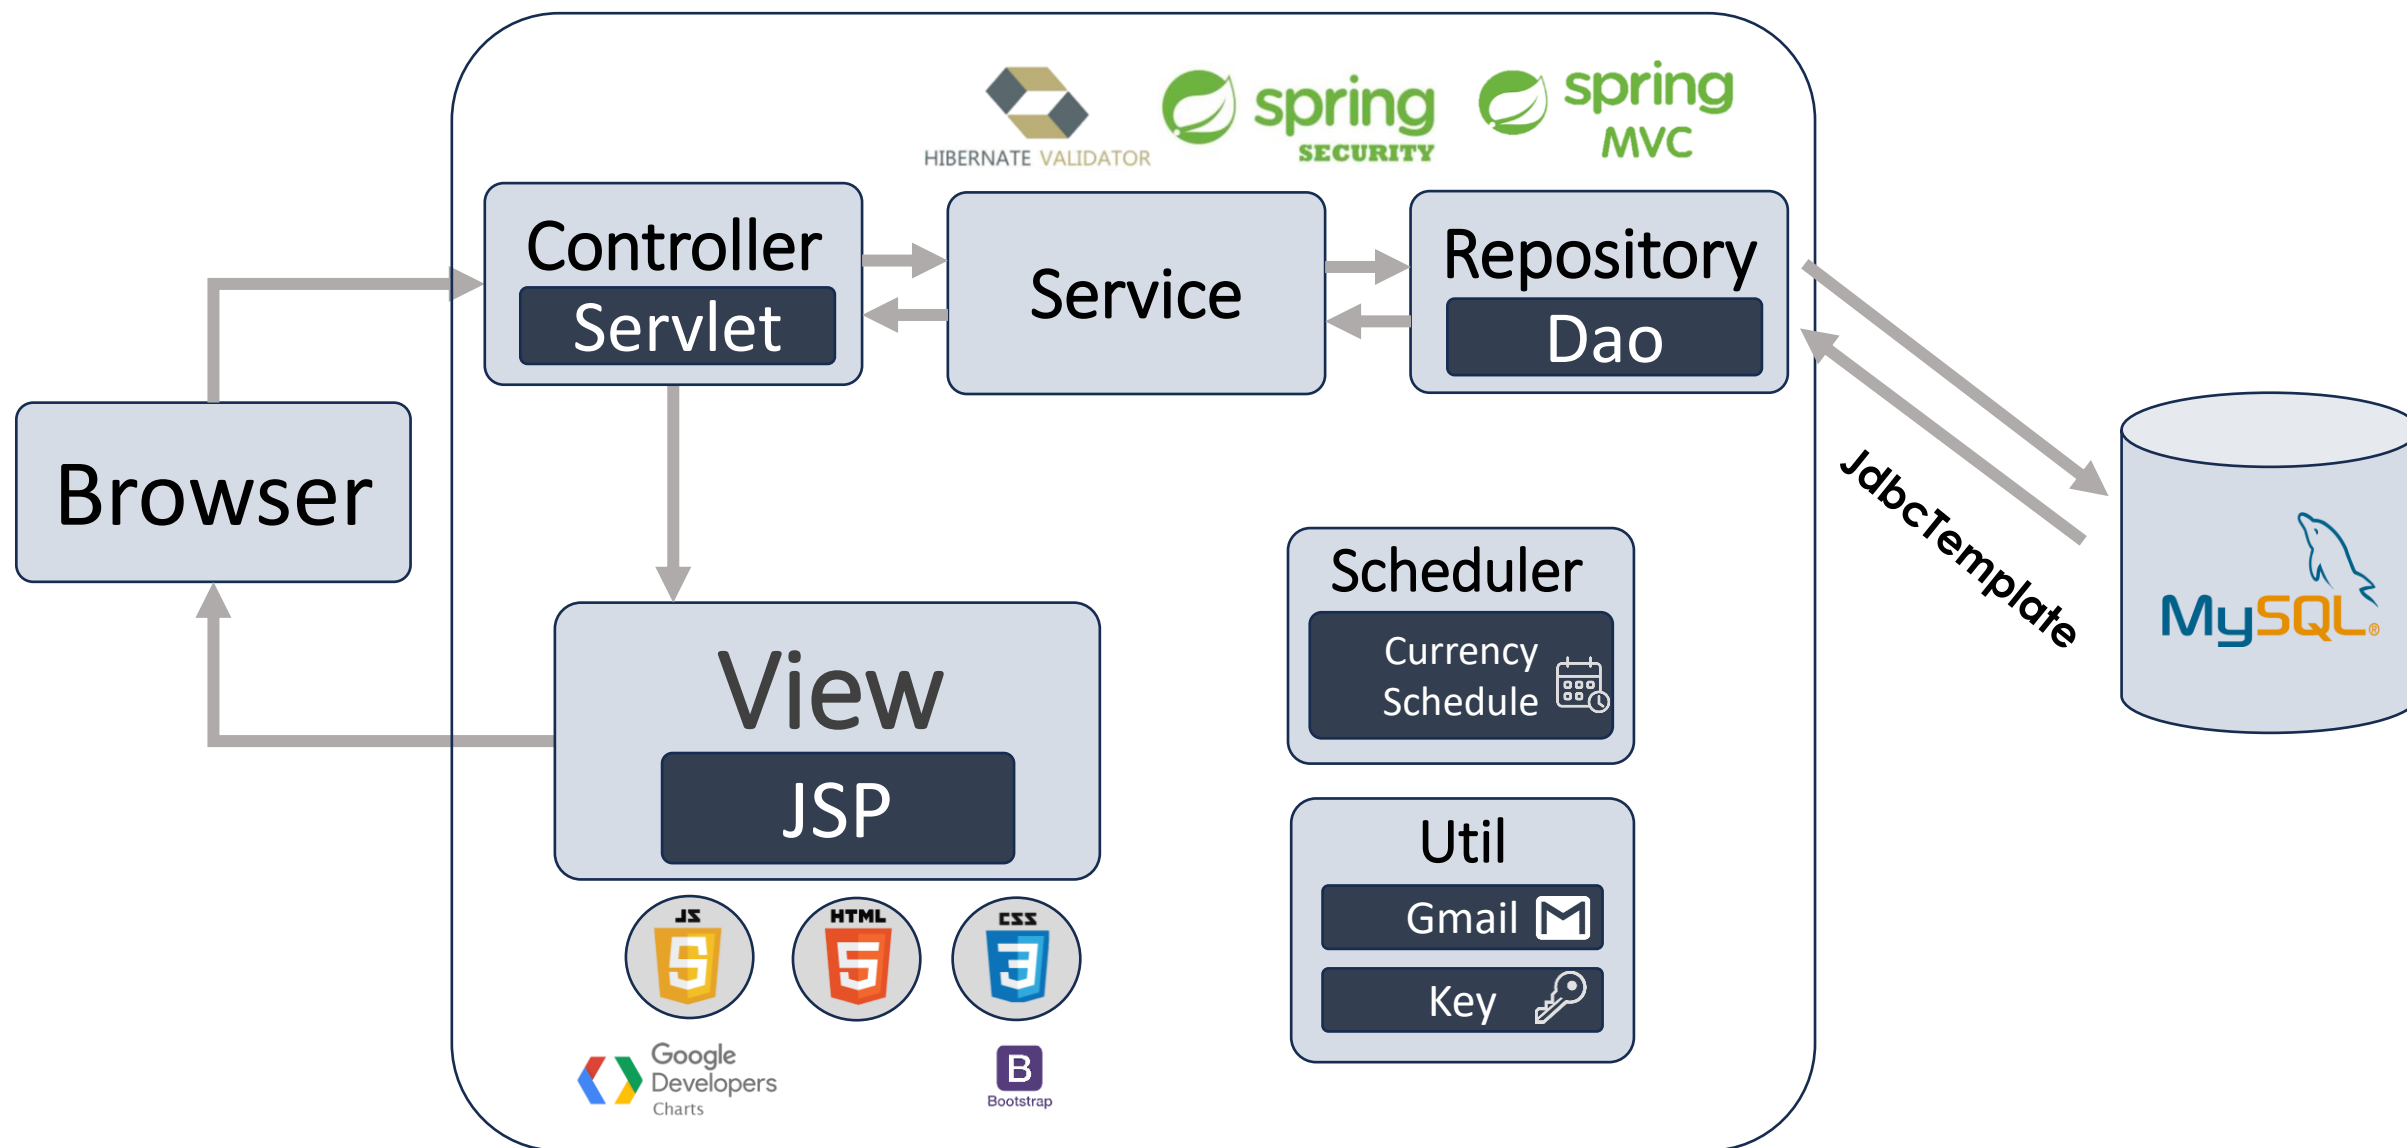 HIBERNATE VALIDATOR
spring
SECURITY
spring
MVC
Controller
Servlet
Service
Repository
Dao
Browser
JdbcTemplate
MySQL®
Scheduler
Currency
Schedule
View
JSP
Util
Gmail
Key
JS
HTML
CSS
Google
Developers
Charts
B
Bootstrap